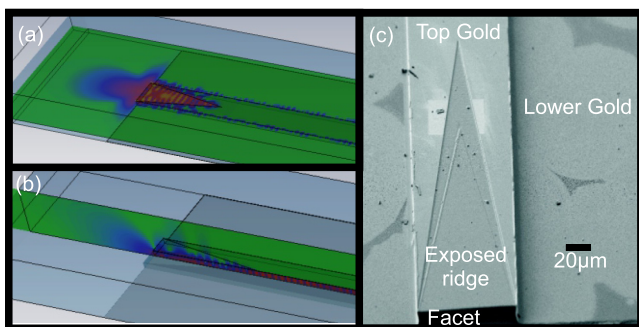 (a)
(b)
(c)
Top Gold
Lower Gold
Exposed
ridge
20μm
Facet